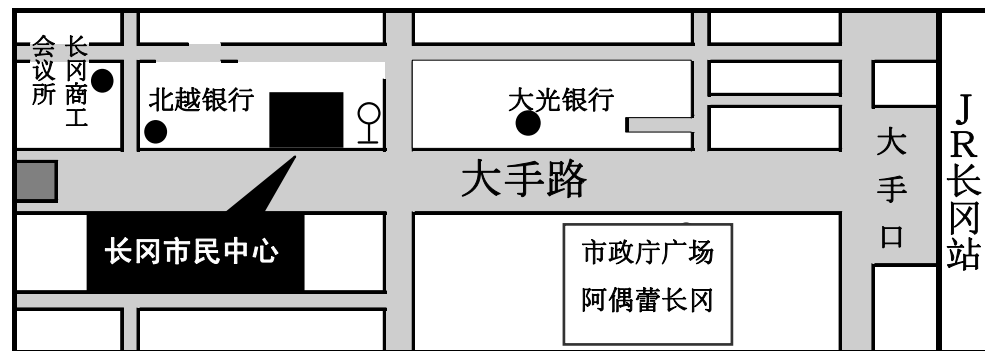 长冈商工
会议所
北越银行
大光银行
大手路
大手口
JR长冈站
长冈市民中心
市政厅广场
阿偶蕾长冈